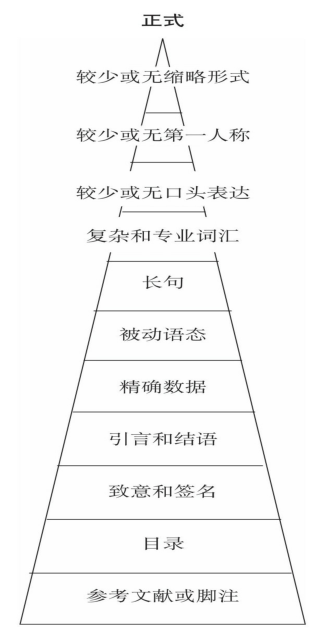 正式
较少或无缩略形式
较少或无第一人称
较少或无口头表达
复杂和专业词汇
长句
被动语态
精确数据
引言和结语
致意和签名
目录
参考文献或脚注